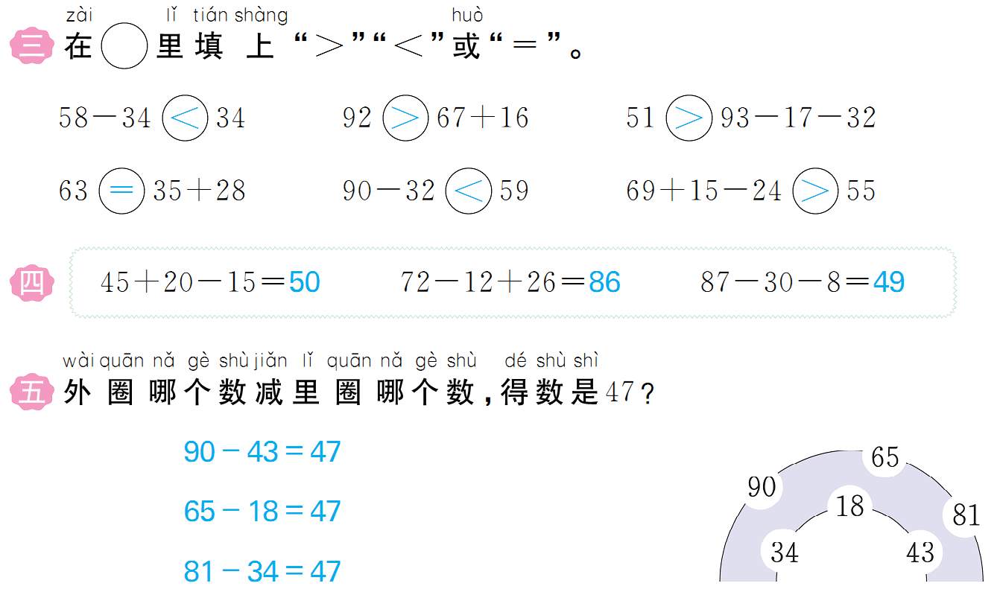 zài lǐ tián shàng huò
三 在 ○ 里 填 上 “＞”“＜”或“＝”。
58－34 ＜ 34 92 ＞ 67＋16 51 ＞ 93－17－32
63 ＝ 35＋28 90－32 ＜ 59 69＋15－24 ＞ 55
四 45＋20－15＝50 72－12＋26＝86 87－30－8＝49
wài quān nǎ gè shù jiǎn lǐ quān nǎ gè shù dé shù shì
五 外 圈 哪 个 数 减 里 圈 哪 个 数，得 数 是 47？
90－43＝47
65－18＝47
81－34＝47
65
90
18
81
34
43